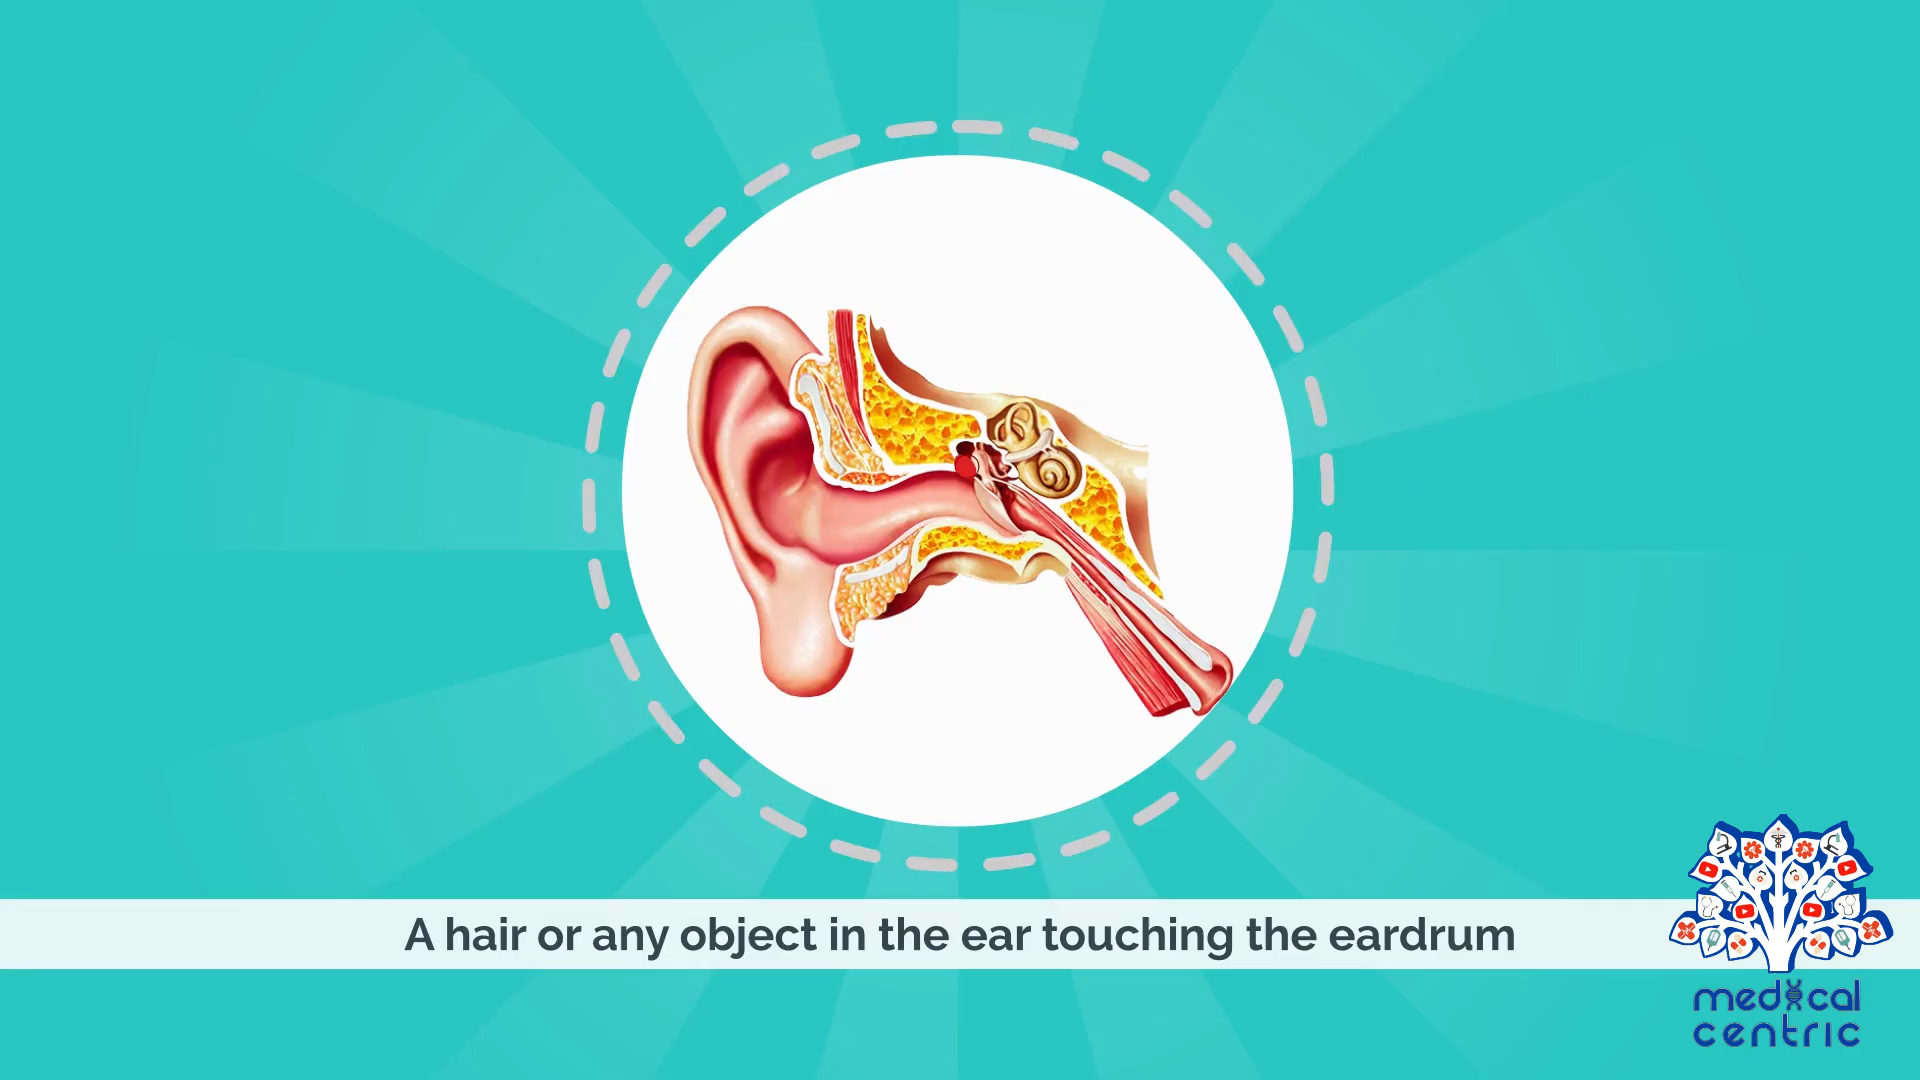 A hair or any object in the ear touching the eardrum
medical
centric